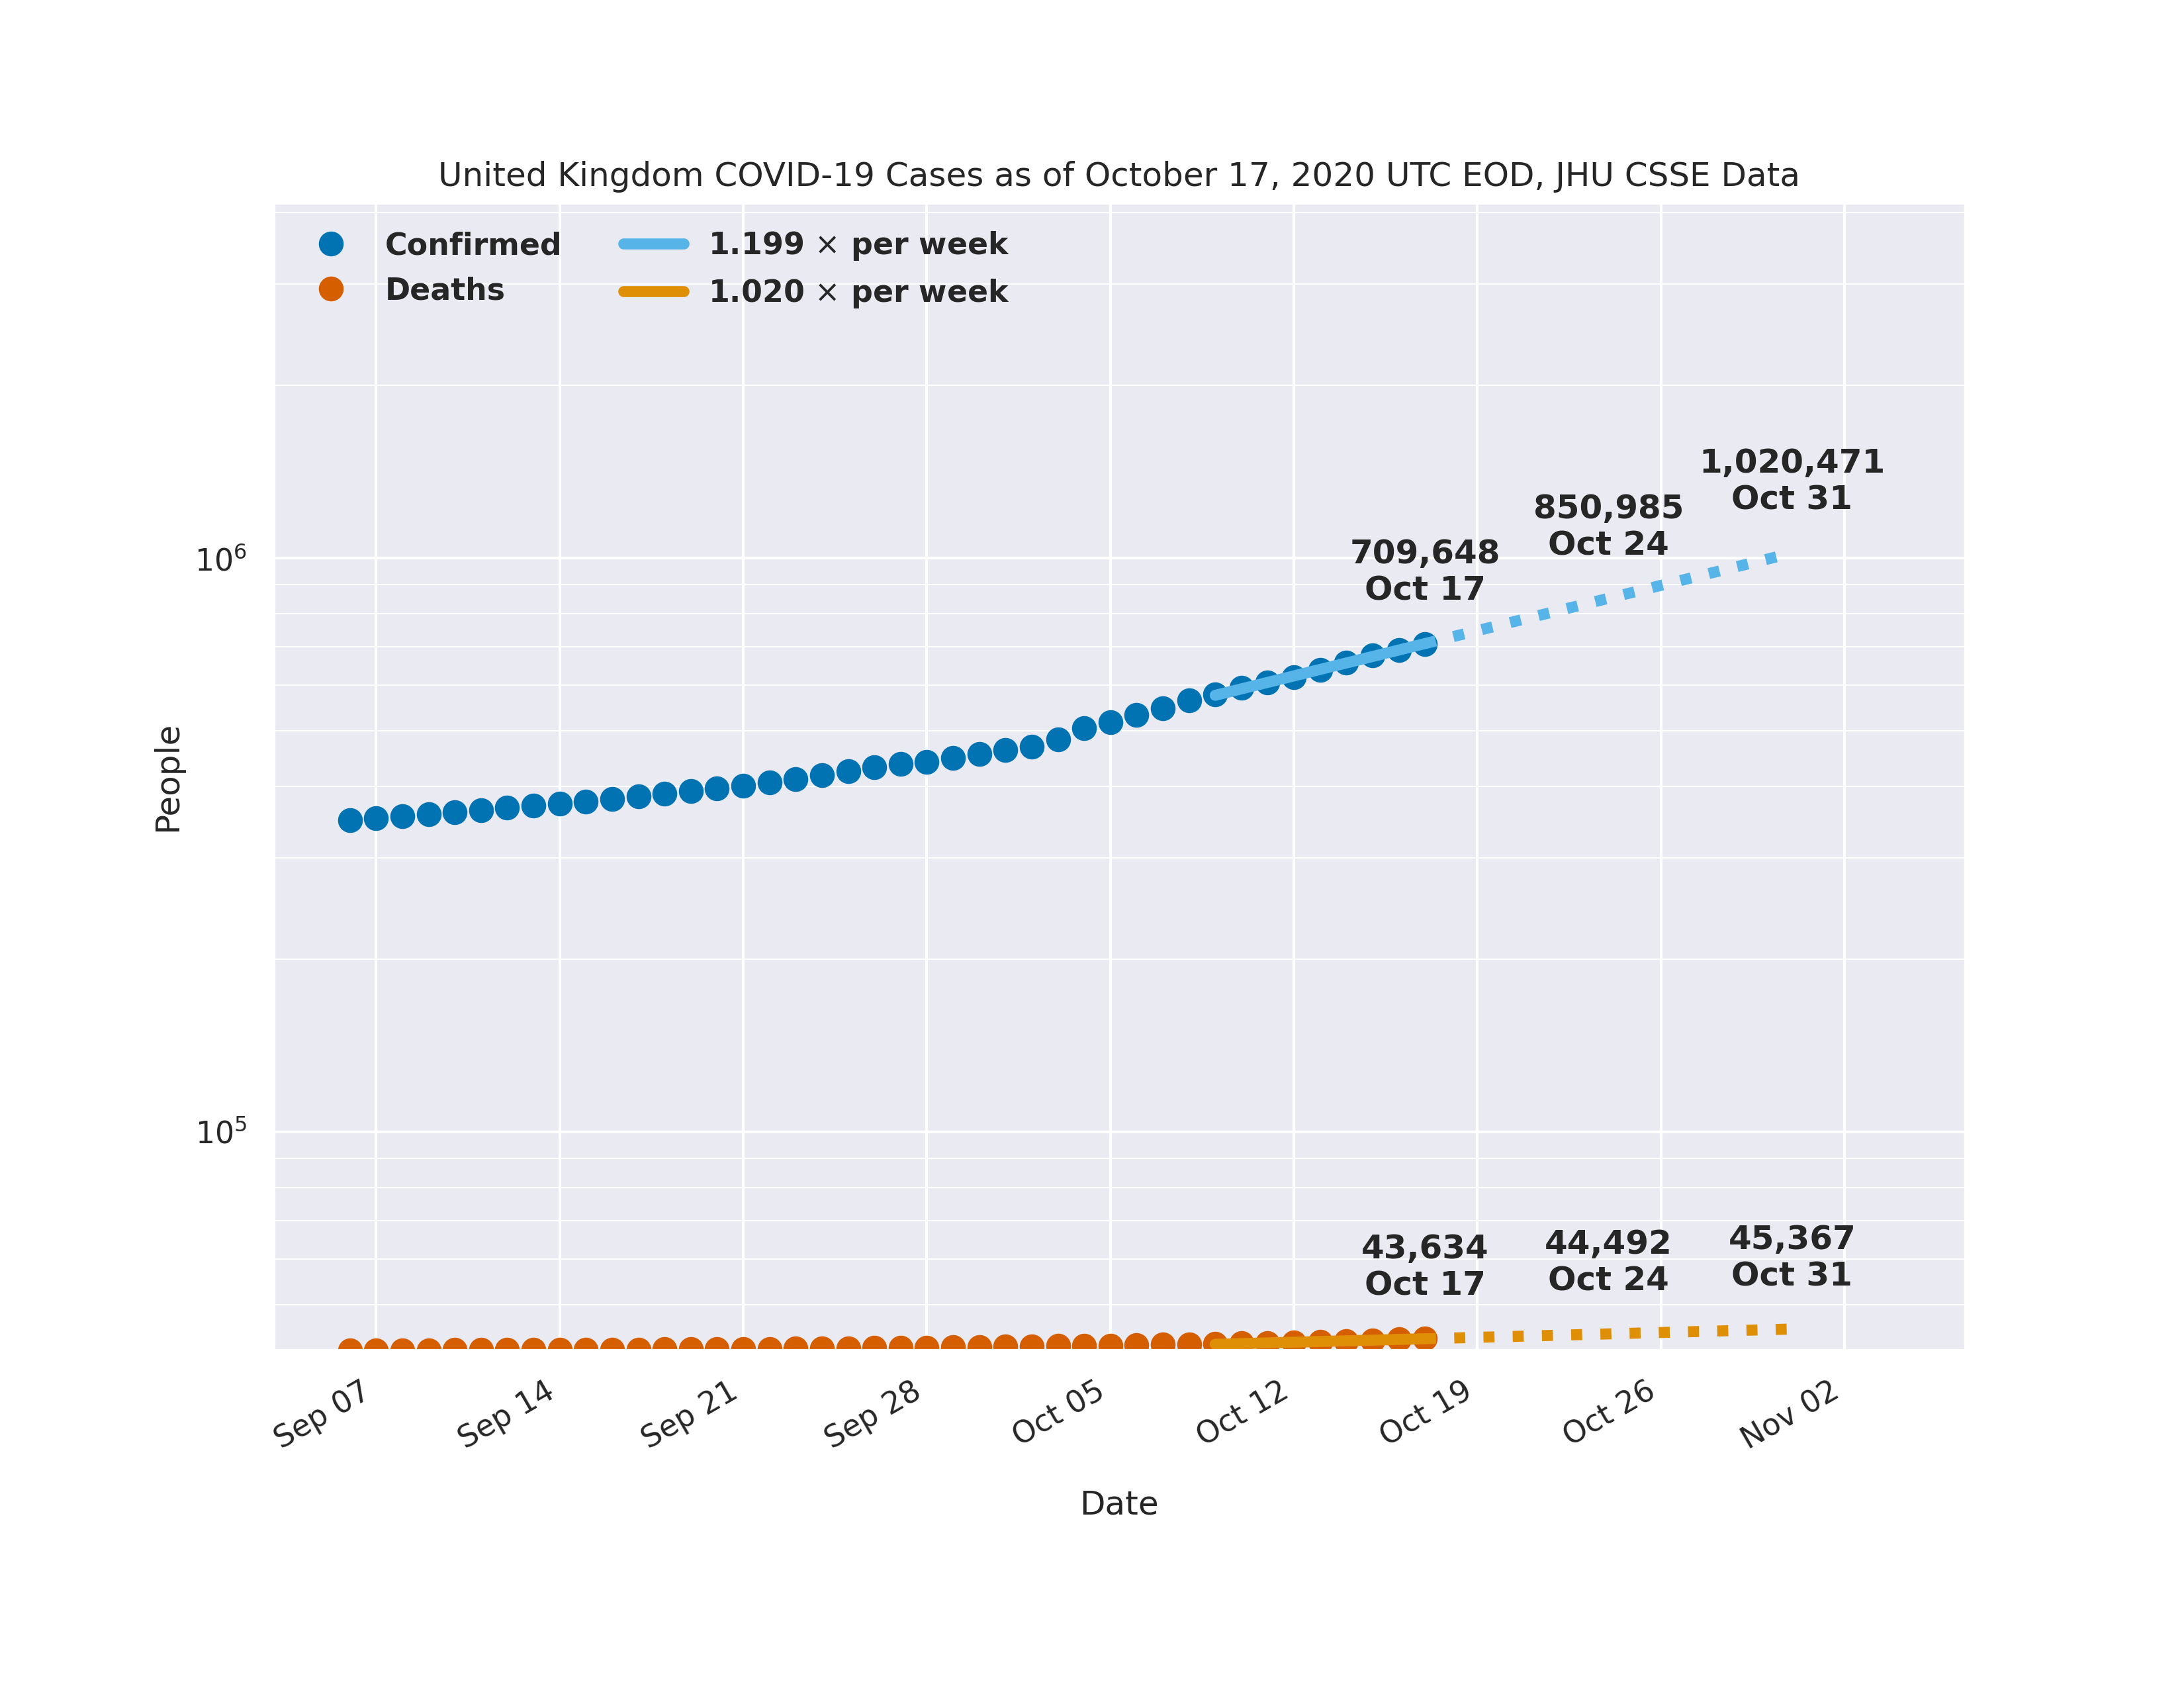 United Kingdom COVID-19 Cases as of October 17, 2020 UTC EOD, JHU CSSE Data
Confirmed
Deaths
1.199 × per week
1.020 × per week
1,020,471
Oct 31
850,985
Oct 24
709,648
Oct 17
10⁶
People
10⁵
43,634
Oct 17
44,492
Oct 24
45,367
Oct 31
Sep 07
Sep 14
Sep 21
Sep 28
Oct 05
Oct 12
Oct 19
Oct 26
Nov 02
Date